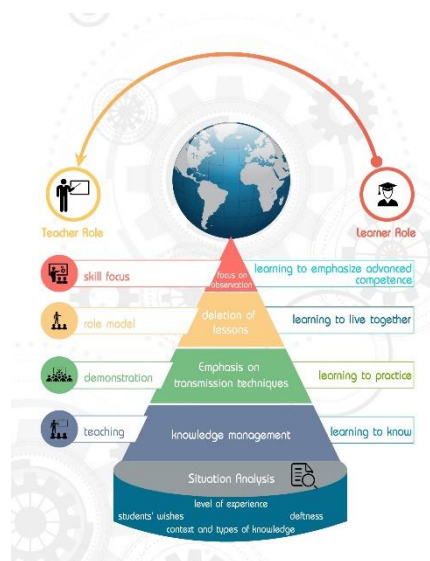 Teacher Role
Learner Role
skill focus
focus on
observation
learning to emphasize advanced
competence
role model
deletion of
lessons
learning to live together
demonstration
Emphasis on
transmission techniques
learning to practice
teaching
knowledge management
learning to know
Situation Analysis
level of experience
students' wishes
deftness
context and types of knowledge